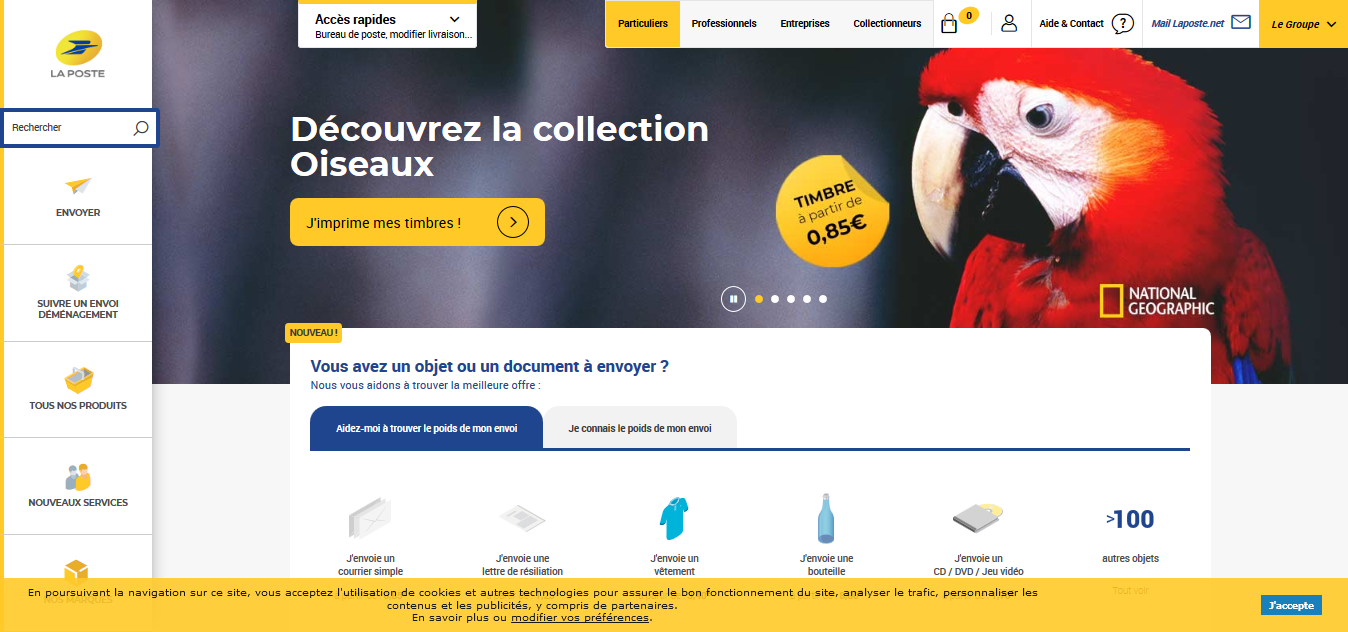 LA POSTE
Rechercher
ENVOYER
SUIVRE UN ENVOI
DÉMÉNAGEMENT
TOUS NOS PRODUITS
NOUVEAUX SERVICES
Accès rapides
Bureau de poste, modifier livraison...
Particuliers
Professionnels
Entreprises
Collectionneurs
0
Aide & Contact
?
Mail Laposte.net
Le Groupe
Découvrez la collection
Oiseaux
J'imprime mes timbres !
TIMBRE
à partir de
0,85€
NATIONAL
GEOGRAPHIC
NOUVEAU !
Vous avez un objet ou un document à envoyer ?
Nous vous aidons à trouver la meilleure offre :
Aidez-moi à trouver le poids de mon envoi
Je connais le poids de mon envoi
J'envoie un
courrier simple
J'envoie une
lettre de résiliation
J'envoie un
vêtement
J'envoie une
bouteille
J'envoie un
CD / DVD / Jeu vidéo
>100
autres objets
Tout voir
En poursuivant la navigation sur ce site, vous acceptez l'utilisation de cookies et autres technologies pour assurer le bon fonctionnement du site, analyser le trafic, personaliser les
contenus et les publicités, y compris de partenaires.
En savoir plus ou modifier vos préférences.
J'accepte